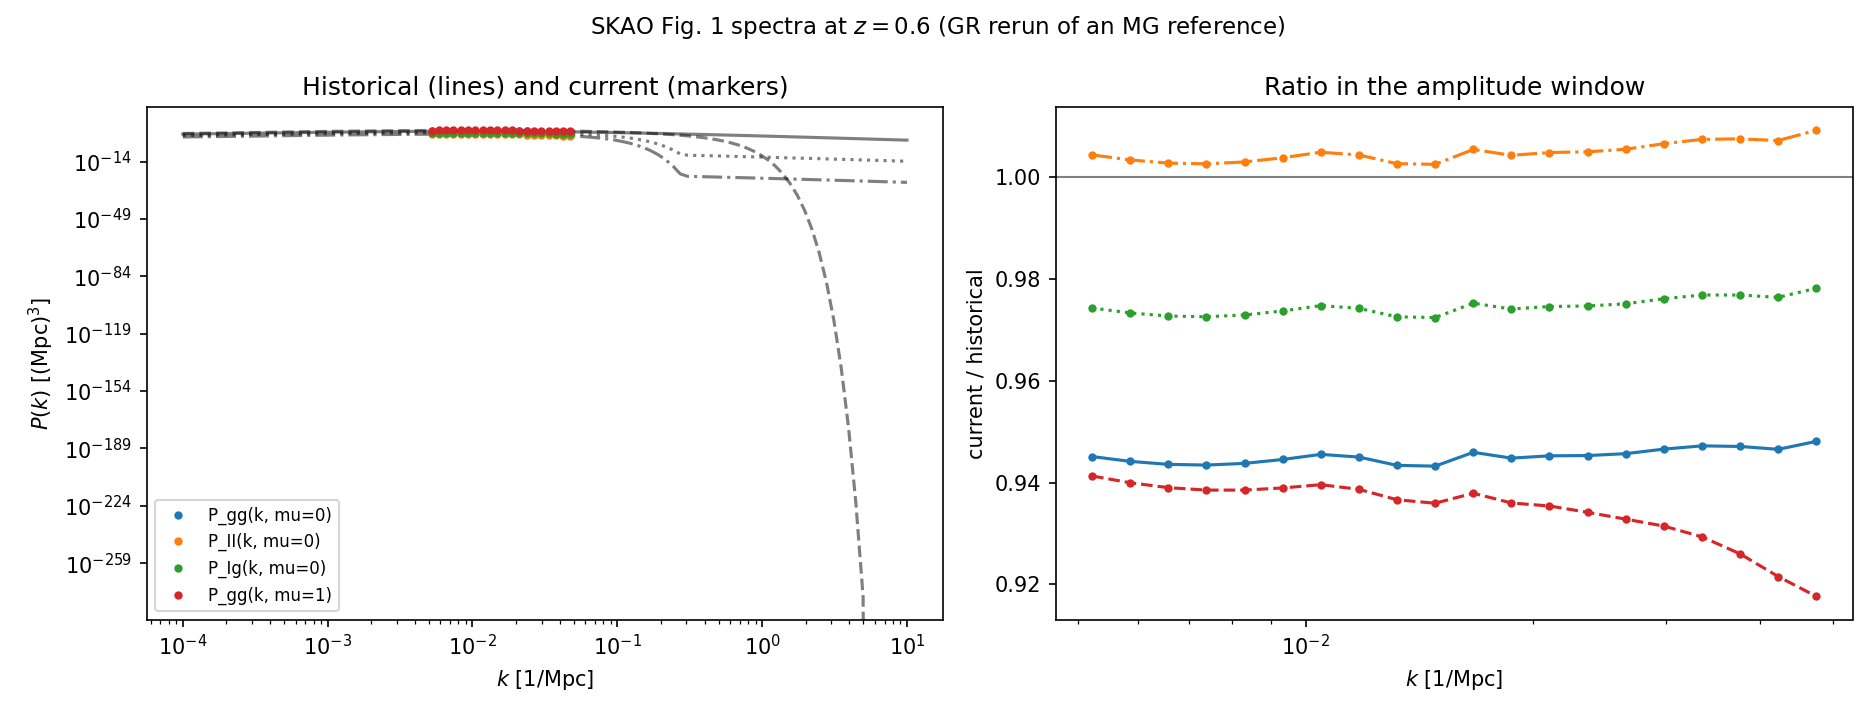 SKAO Fig. 1 spectra at z = 0.6 (GR rerun of an MG reference)
Historical (lines) and current (markers)
10⁻¹⁴
10⁻⁴⁹
10⁻⁸⁴
10⁻¹¹⁹
10⁻¹⁵⁴
10⁻¹⁸⁹
10⁻²²⁴
10⁻²⁵⁹
P(k) [(Mpc)³]
P_gg(k, mu=0)
P_II(k, mu=0)
P_Ig(k, mu=0)
P_gg(k, mu=1)
10⁻⁴ 10⁻³ 10⁻² 10⁻¹ 10⁰ 10¹
k [1/Mpc]
Ratio in the amplitude window
1.00
0.98
0.96
0.94
0.92
current / historical
10⁻²
k [1/Mpc]